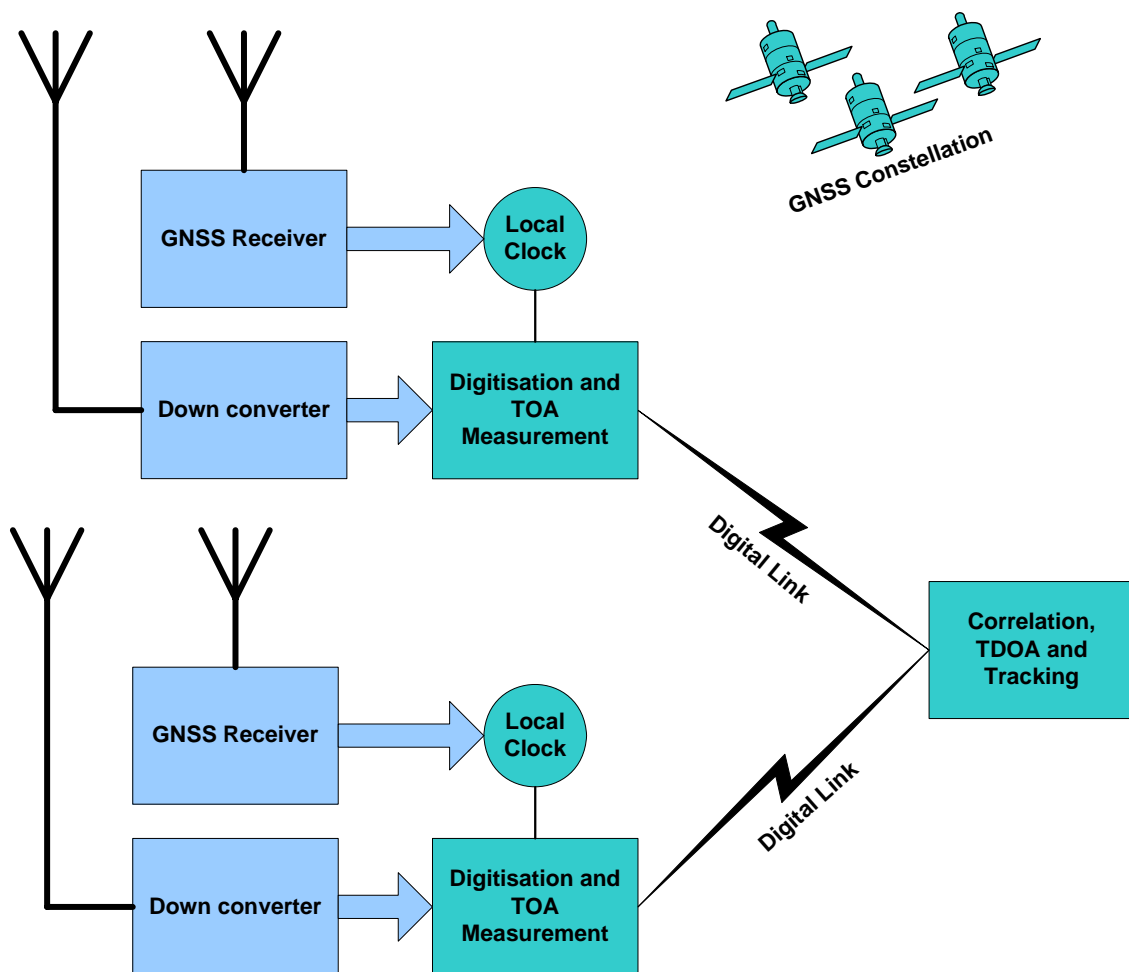 GNSS Constellation
GNSS Receiver
Local
Clock
Down converter
Digitisation and
TOA
Measurement
Digital Link
Correlation,
TDOA and
Tracking
GNSS Receiver
Local
Clock
Digital Link
Down converter
Digitisation and
TOA
Measurement